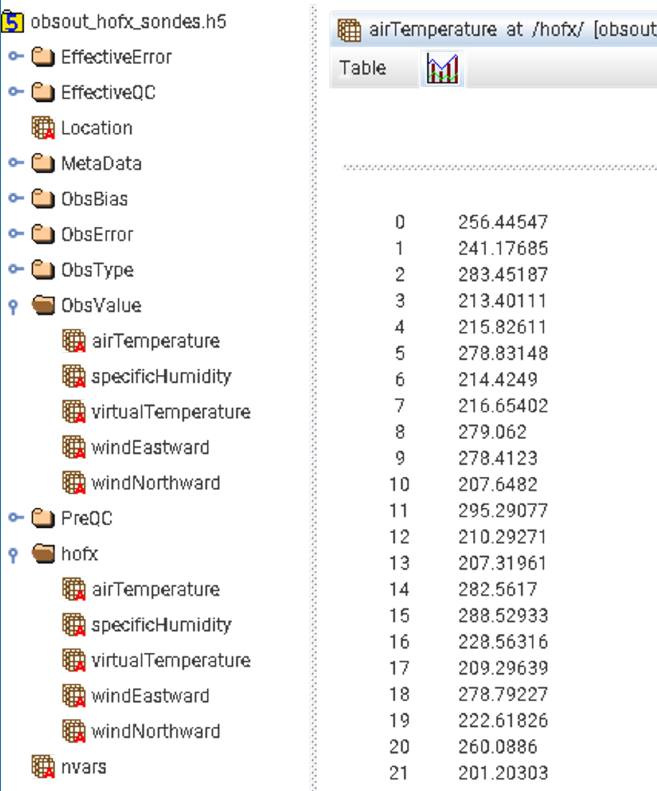 5 obsout_hofx_sondes.h5
EffectiveError
EffectiveQC
Location
MetaData
ObsBias
ObsError
ObsType
ObsValue
airTemperature
specificHumidity
virtualTemperature
windEastward
windNorthward
PreQC
hofx
airTemperature
specificHumidity
virtualTemperature
windEastward
windNorthward
nvars
airTemperature at /hofx/ [obsout
Table
0 256.44547
1 241.17685
2 283.45187
3 213.40111
4 215.82611
5 278.83148
6 214.4249
7 216.65402
8 279.062
9 278.4123
10 207.6482
11 295.29077
12 210.29271
13 207.31961
14 282.5617
15 288.52933
16 228.56316
17 209.29639
18 278.79227
19 222.61826
20 260.0886
21 201.20303